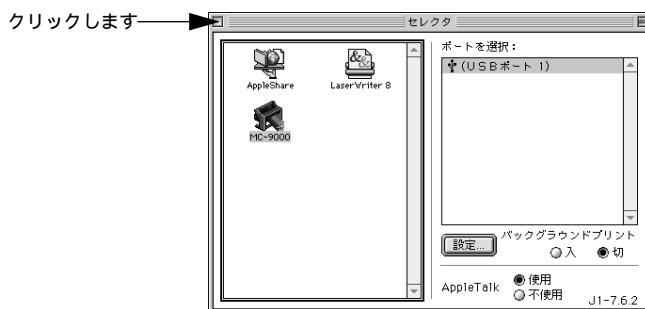 クリックします
セレクタ
ポートを選択：
(USBポート 1)
AppleShare
LaserWriter 8
MC-9000
設定...
バックグラウンドプリント
入 切
AppleTalk
使用
不使用
J1-7.6.2